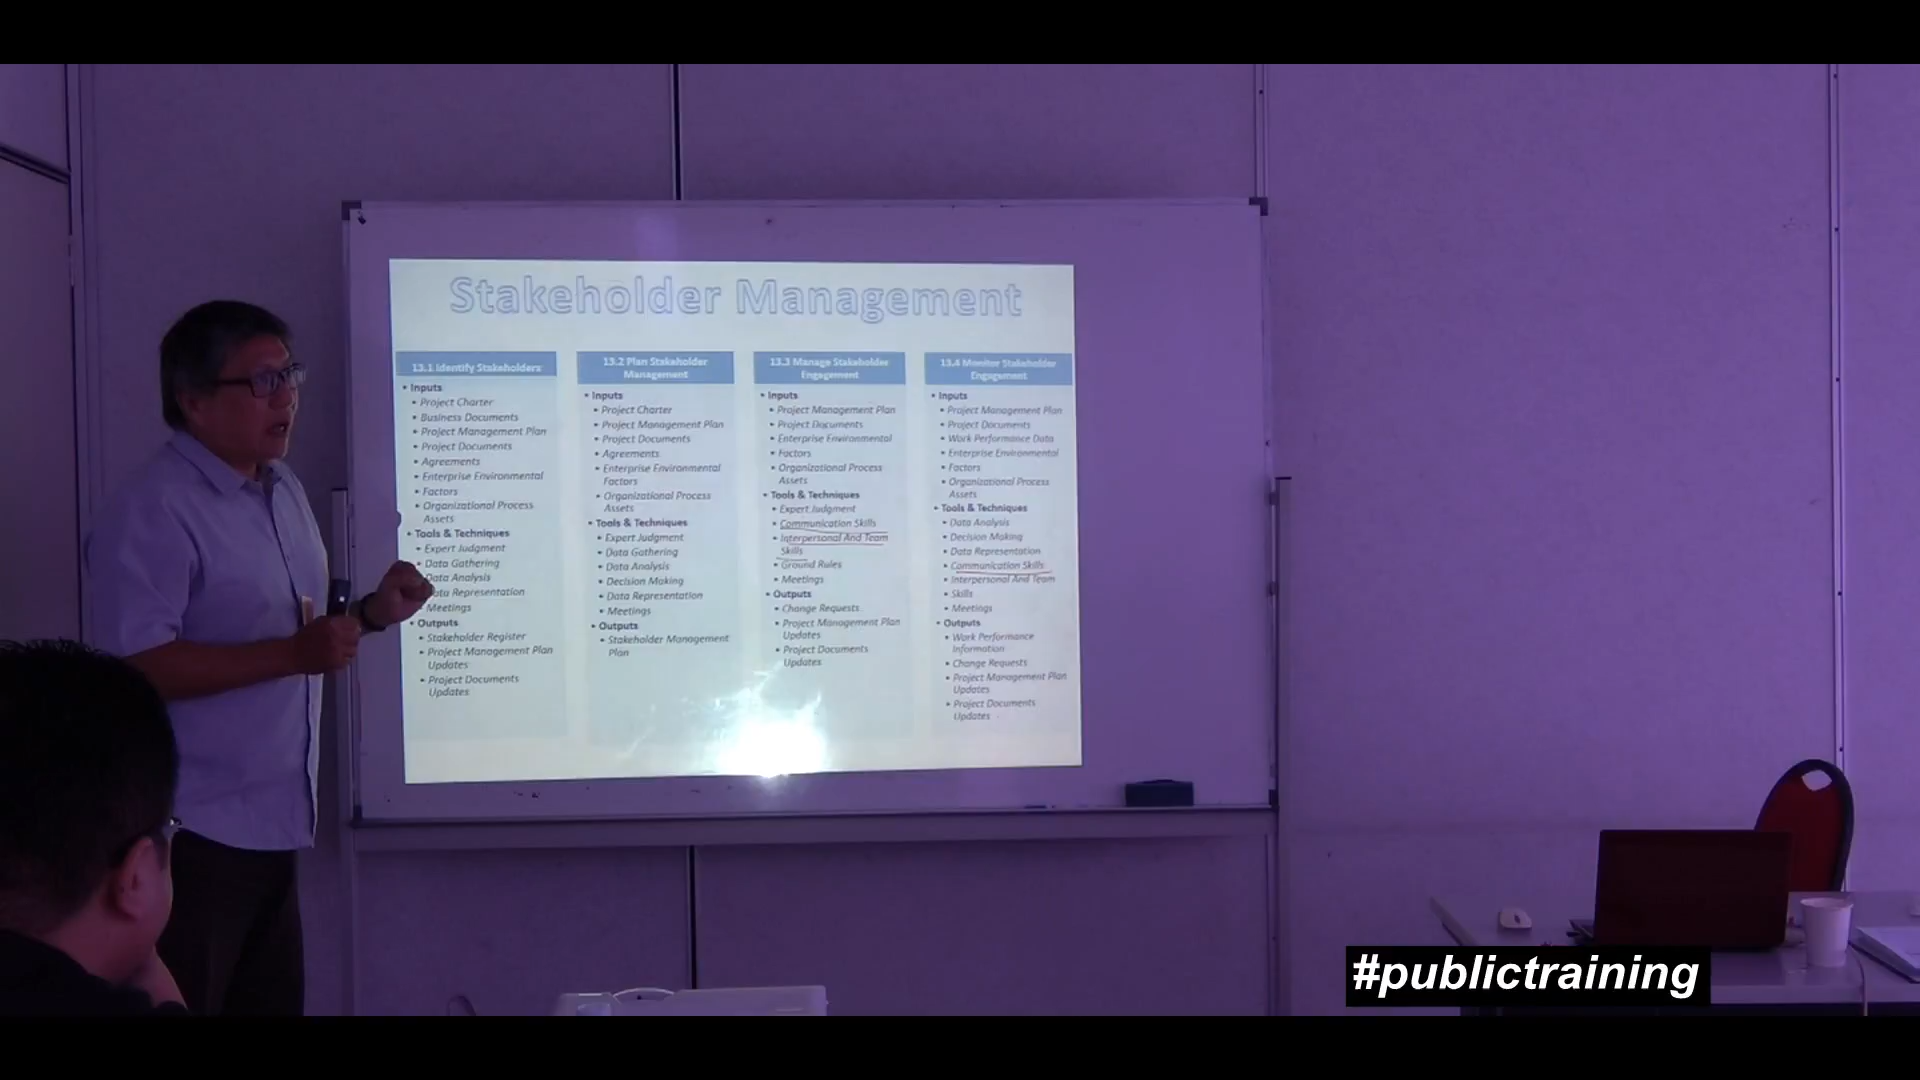 Stakeholder Management
13.1 Identify Stakeholders
• Inputs
• Project Charter
• Business Documents
• Project Management Plan
• Project Documents
• Agreements
• Enterprise Environmental
• Factors
• Organizational Process
Assets
• Tools & Techniques
• Expert Judgment
• Data Gathering
Data Analysis
Data Representation
• Meetings
• Outputs
• Stakeholder Register
• Project Management Plan
Updates
• Project Documents
Updates
13.2 Plan Stakeholder
Management
• Inputs
• Project Charter
• Project Management Plan
• Project Documents
• Agreements
• Enterprise Environmental
Factors
• Organizational Process
Assets
• Tools & Techniques
• Expert Judgment
• Data Gathering
• Data Analysis
• Decision Making
• Data Representation
• Meetings
• Outputs
• Stakeholder Management
Plan
13.3 Manage Stakeholder
Engagement
• Inputs
• Project Management Plan
• Project Documents
• Enterprise Environmental
• Factors
• Organizational Process
Assets
• Tools & Techniques
• Expert Judgment
• Communication Skills
• Interpersonal And Team
Skills
• Ground Rules
• Meetings
• Outputs
• Change Requests
• Project Management Plan
Updates
• Project Documents
Updates
13.4 Monitor Stakeholder
Engagement
• Inputs
• Project Management Plan
• Project Documents
• Work Performance Data
• Enterprise Environmental
• Factors
• Organizational Process
Assets
• Tools & Techniques
• Data Analysis
• Decision Making
• Data Representation
• Communication Skills
• Interpersonal And Team
• Skills
• Meetings
• Outputs
• Work Performance
Information
• Change Requests
• Project Management Plan
Updates
• Project Documents
Updates
#publictraining